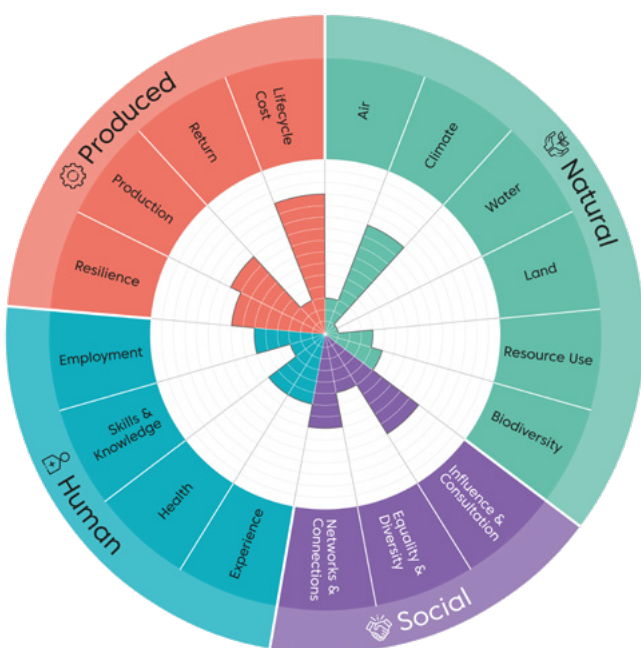 Produced
Lifecycle
Cost
Return
Production
Resilience
Natural
Air
Climate
Water
Land
Resource Use
Biodiversity
Social
Influence &
Consultation
Equality &
Diversity
Networks &
Connections
Human
Experience
Health
Skills &
Knowledge
Employment